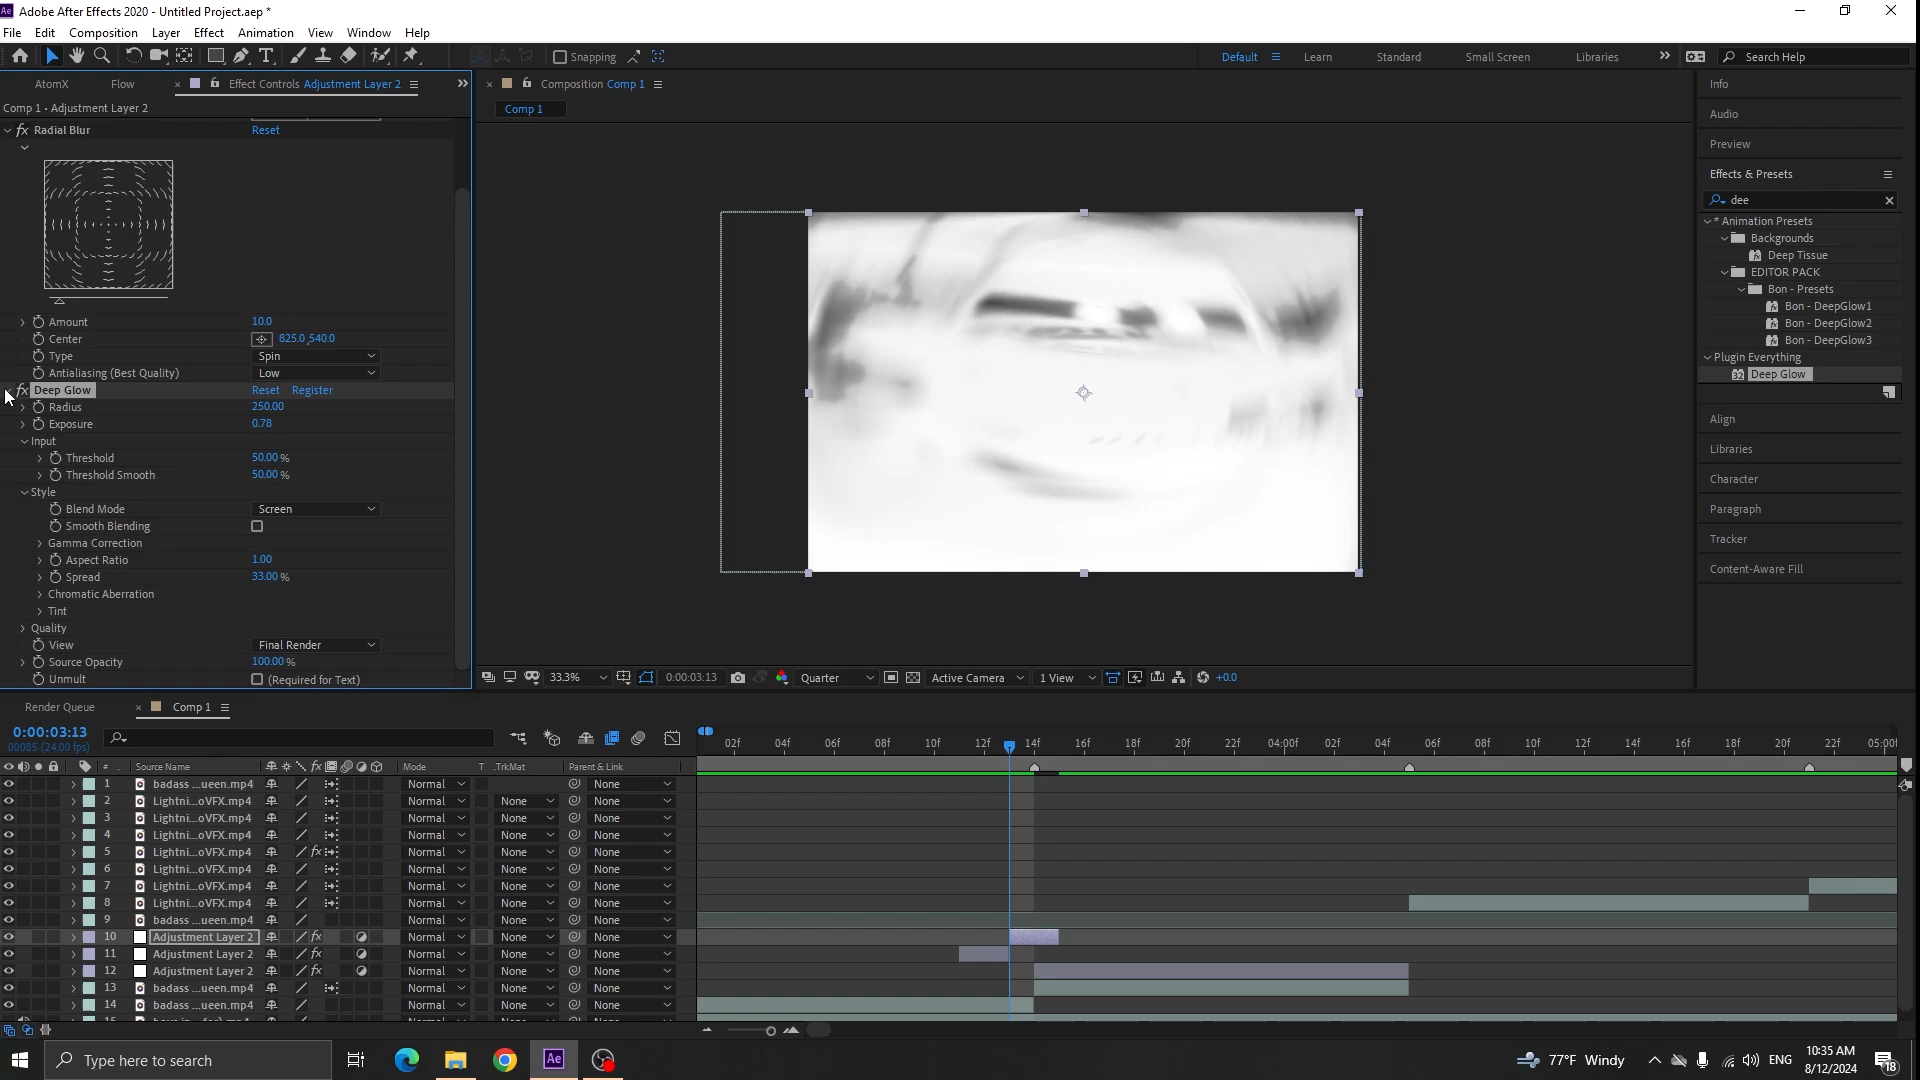 Adobe After Effects 2020 - Untitled Project.aep *
File Edit Composition Layer Effect Animation View Window Help
Snapping
Default Learn Standard Small Screen Libraries Search Help
AtomX Flow Effect Controls Adjustment Layer 2
Comp 1 • Adjustment Layer 2
Radial Blur Reset
Amount 10.0
Center 825.0,540.0
Type Spin
Antialiasing (Best Quality) Low
Deep Glow Reset Register
Radius 250.00
Exposure 0.78
Input
Threshold 50.00 %
Threshold Smooth 50.00 %
Style
Blend Mode Screen
Smooth Blending
Gamma Correction
Aspect Ratio 1.00
Spread 33.00 %
Chromatic Aberration
Tint
Quality
View Final Render
Source Opacity 100.00 %
Unmult (Required for Text)
Composition Comp 1
Comp 1
33.3% 0:00:03:13 Quarter Active Camera 1 View +0.0
Info
Audio
Preview
Effects & Presets
dee
* Animation Presets
Backgrounds
Deep Tissue
EDITOR PACK
Bon - Presets
Bon - DeepGlow1
Bon - DeepGlow2
Bon - DeepGlow3
Plugin Everything
Deep Glow
Align
Libraries
Character
Paragraph
Tracker
Content-Aware Fill
Render Queue Comp 1
0:00:03:13
00085 (24.00 fps)
02f 04f 06f 08f 10f 12f 14f 16f 18f 20f 22f 04:00f 02f 04f 06f 08f 10f 12f 14f 16f 18f 20f 22f 05:00f
# Source Name fx Mode T .TrkMat Parent & Link
1 badass ...ueen.mp4 Normal None
2 Lightni...oVFX.mp4 Normal None None
3 Lightni...oVFX.mp4 Normal None None
4 Lightni...oVFX.mp4 Normal None None
5 Lightni...oVFX.mp4 fx Normal None None
6 Lightni...oVFX.mp4 Normal None None
7 Lightni...oVFX.mp4 Normal None None
8 Lightni...oVFX.mp4 Normal None None
9 badass ...ueen.mp4 Normal None None
10 Adjustment Layer 2 fx Normal None None
11 Adjustment Layer 2 fx Normal None None
12 Adjustment Layer 2 fx Normal None None
13 badass ...ueen.mp4 Normal None None
14 badass ...ueen.mp4 Normal None None
Type here to search
77°F Windy ENG 10:35 AM
8/12/2024 18